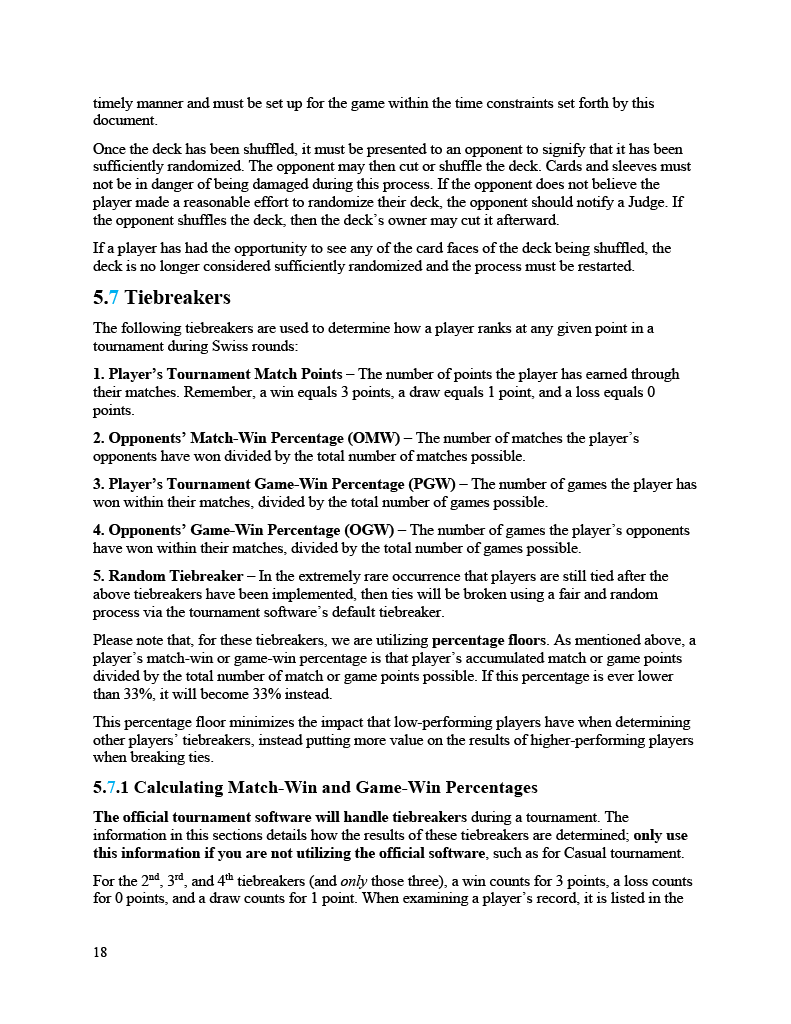 timely manner and must be set up for the game within the time constraints set forth by this
document.
Once the deck has been shuffled, it must be presented to an opponent to signify that it has been
sufficiently randomized. The opponent may then cut or shuffle the deck. Cards and sleeves must
not be in danger of being damaged during this process. If the opponent does not believe the
player made a reasonable effort to randomize their deck, the opponent should notify a Judge. If
the opponent shuffles the deck, then the deck's owner may cut it afterward.
If a player has had the opportunity to see any of the card faces of the deck being shuffled, the
deck is no longer considered sufficiently randomized and the process must be restarted.
5.7 Tiebreakers
The following tiebreakers are used to determine how a player ranks at any given point in a
tournament during Swiss rounds:
1. Player's Tournament Match Points – The number of points the player has earned through
their matches. Remember, a win equals 3 points, a draw equals 1 point, and a loss equals 0
points.
2. Opponents' Match-Win Percentage (OMW) – The number of matches the player's
opponents have won divided by the total number of matches possible.
3. Player's Tournament Game-Win Percentage (PGW) – The number of games the player has
won within their matches, divided by the total number of games possible.
4. Opponents' Game-Win Percentage (OGW) – The number of games the player's opponents
have won within their matches, divided by the total number of games possible.
5. Random Tiebreaker – In the extremely rare occurrence that players are still tied after the
above tiebreakers have been implemented, then ties will be broken using a fair and random
process via the tournament software's default tiebreaker.
Please note that, for these tiebreakers, we are utilizing percentage floors. As mentioned above, a
player's match-win or game-win percentage is that player's accumulated match or game points
divided by the total number of match or game points possible. If this percentage is ever lower
than 33%, it will become 33% instead.
This percentage floor minimizes the impact that low-performing players have when determining
other players' tiebreakers, instead putting more value on the results of higher-performing players
when breaking ties.
5.7.1 Calculating Match-Win and Game-Win Percentages
The official tournament software will handle tiebreakers during a tournament. The
information in this sections details how the results of these tiebreakers are determined; only use
this information if you are not utilizing the official software, such as for Casual tournament.
For the 2nd, 3rd, and 4th tiebreakers (and only those three), a win counts for 3 points, a loss counts
for 0 points, and a draw counts for 1 point. When examining a player's record, it is listed in the
18